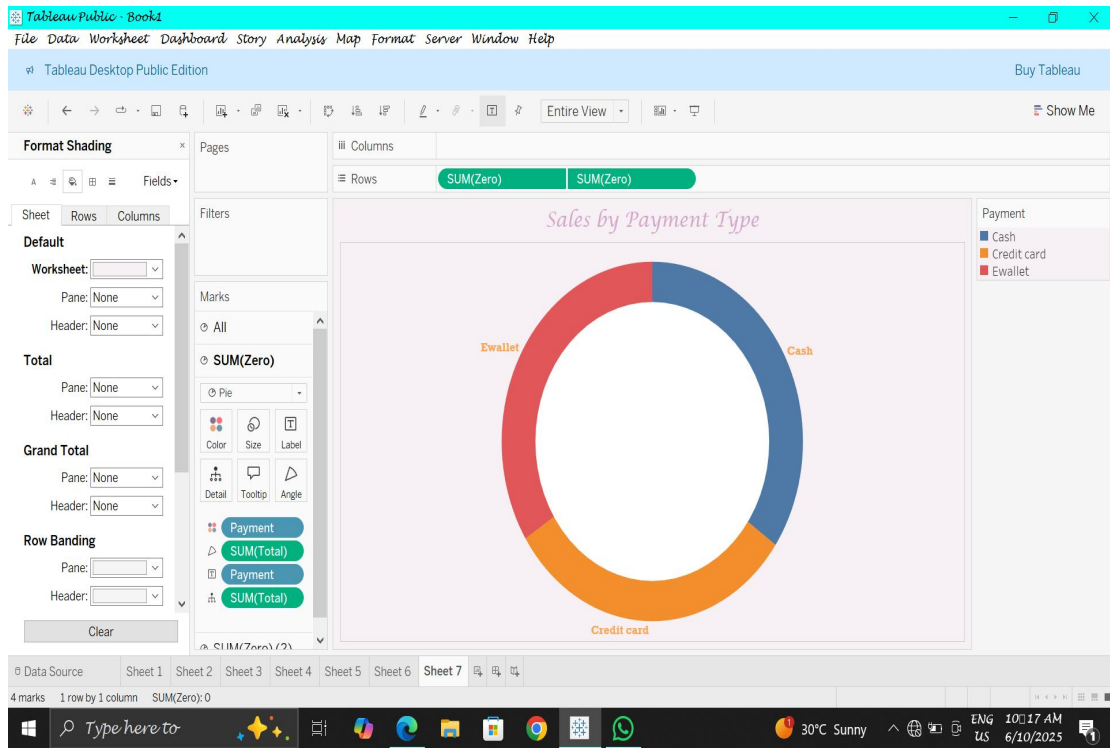 Tableau Public - Book1
File Data Worksheet Dashboard Story Analysis Map Format Server Window Help
Tableau Desktop Public Edition Buy Tableau
Entire View Show Me
Format Shading × Pages Columns
Fields Rows SUM(Zero) SUM(Zero)
Sheet Rows Columns
Default
Worksheet:
Pane: None
Header: None
Total
Pane: None
Header: None
Grand Total
Pane: None
Header: None
Row Banding
Pane:
Header:
Clear
Filters
Marks
All
SUM(Zero)
Pie
Color Size Label
Detail Tooltip Angle
Payment
SUM(Total)
Payment
SUM(Total)
SUM(Zero) (2)
Sales by Payment Type
Ewallet
Cash
Credit card
Payment
Cash
Credit card
Ewallet
Data Source Sheet 1 Sheet 2 Sheet 3 Sheet 4 Sheet 5 Sheet 6 Sheet 7
4 marks 1 row by 1 column SUM(Zero): 0
Type here to 30°C Sunny ENG 10▯17 AM
US 6/10/2025